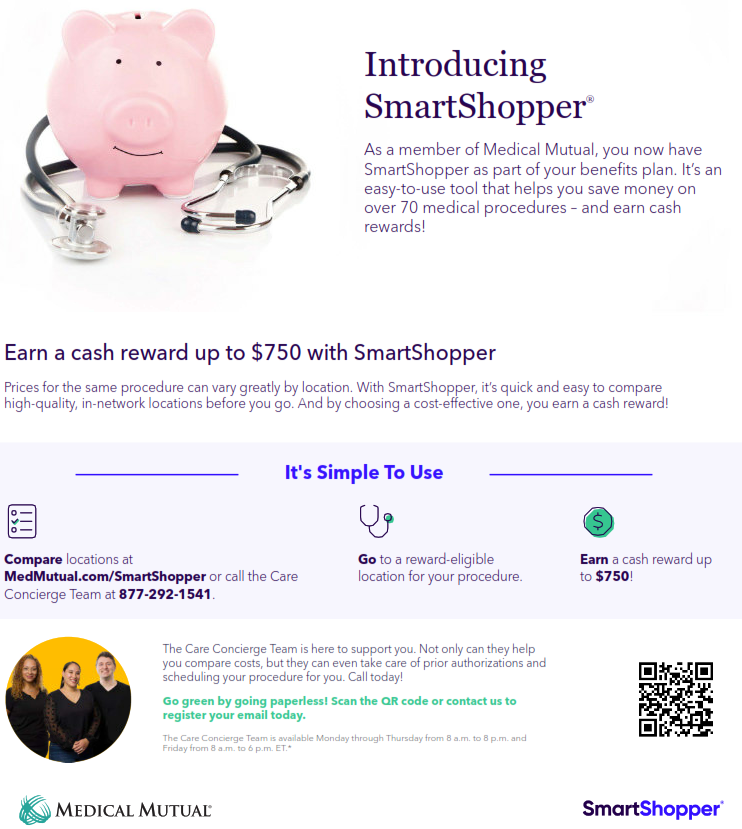 Introducing
SmartShopper®
As a member of Medical Mutual, you now have
SmartShopper as part of your benefits plan. It's an
easy-to-use tool that helps you save money on
over 70 medical procedures – and earn cash
rewards!
Earn a cash reward up to $750 with SmartShopper
Prices for the same procedure can vary greatly by location. With SmartShopper, it's quick and easy to compare
high-quality, in-network locations before you go. And by choosing a cost-effective one, you earn a cash reward!
It's Simple To Use
Compare locations at
MedMutual.com/SmartShopper or call the Care
Concierge Team at 877-292-1541.
Go to a reward-eligible
location for your procedure.
Earn a cash reward up
to $750!
The Care Concierge Team is here to support you. Not only can they help
you compare costs, but they can even take care of prior authorizations and
scheduling your procedure for you. Call today!
Go green by going paperless! Scan the QR code or contact us to
register your email today.
The Care Concierge Team is available Monday through Thursday from 8 a.m. to 8 p.m. and
Friday from 8 a.m. to 6 p.m. ET.*
MEDICAL MUTUAL®
SmartShopper®